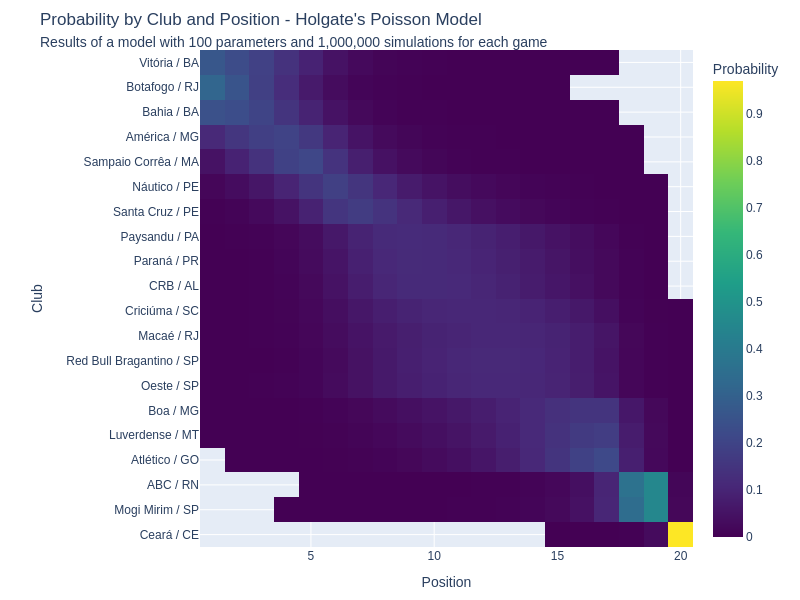 Probability by Club and Position - Holgate's Poisson Model
Results of a model with 100 parameters and 1,000,000 simulations for each game
Vitória / BA
Botafogo / RJ
Bahia / BA
América / MG
Sampaio Corrêa / MA
Náutico / PE
Santa Cruz / PE
Paysandu / PA
Paraná / PR
CRB / AL
Criciúma / SC
Macaé / RJ
Red Bull Bragantino / SP
Oeste / SP
Boa / MG
Luverdense / MT
Atlético / GO
ABC / RN
Mogi Mirim / SP
Ceará / CE
Club
5
10
15
20
Position
Probability
0.9
0.8
0.7
0.6
0.5
0.4
0.3
0.2
0.1
0